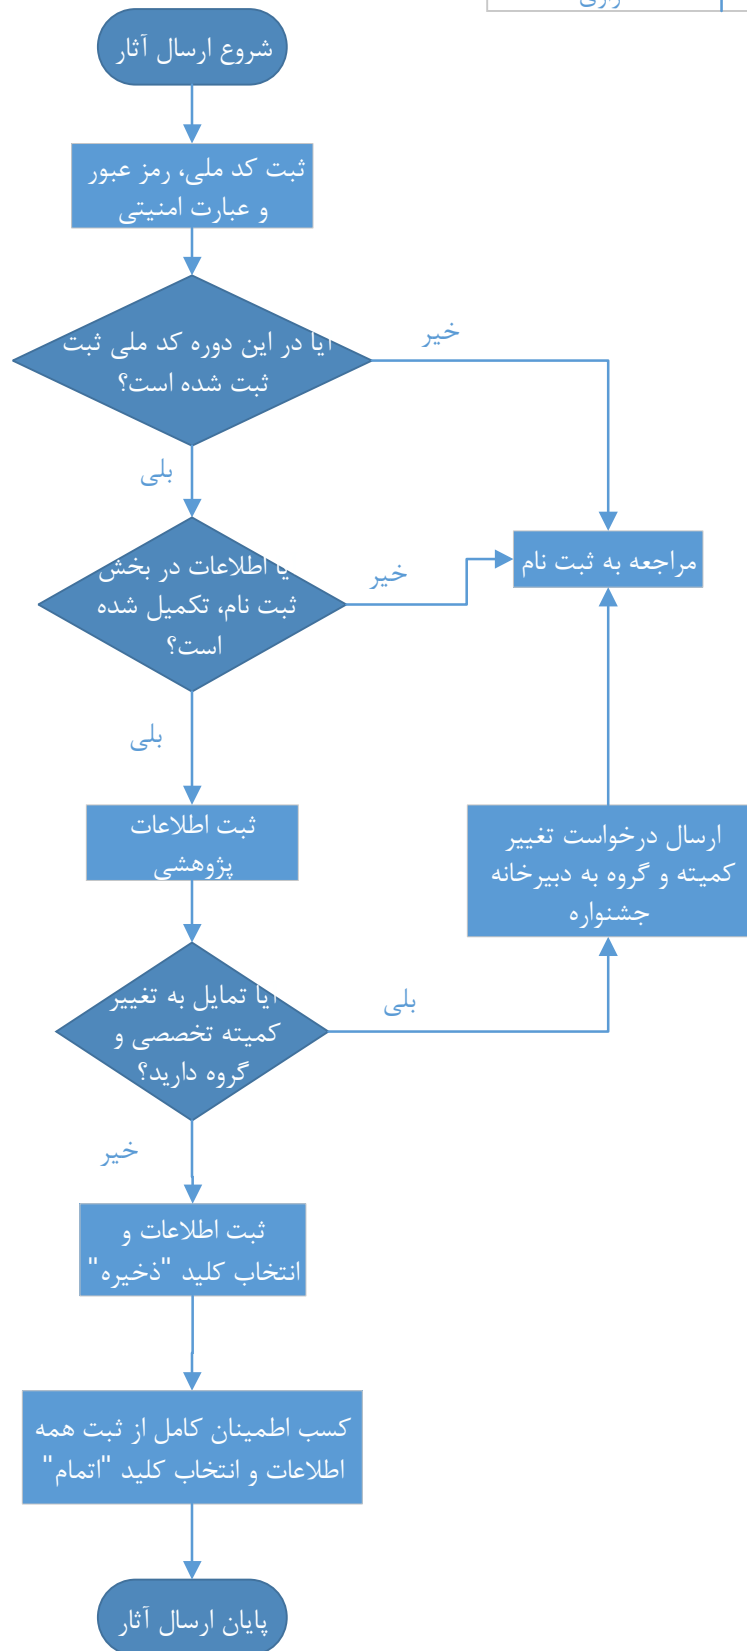 شروع ارسال آثار
ثبت کد ملی، رمز عبور
و عبارت امنیتی
آیا در این دوره کد ملی ثبت
ثبت شده است؟
خیر
بلی
آیا اطلاعات در بخش
ثبت نام، تکمیل شده
است؟
خیر
مراجعه به ثبت نام
بلی
ثبت اطلاعات
پژوهشی
ارسال درخواست تغییر
کمیته و گروه به دبیرخانه
جشنواره
آیا تمایل به تغییر
کمیته تخصصی و
گروه دارید؟
بلی
خیر
ثبت اطلاعات و
انتخاب کلید "ذخیره"
کسب اطمینان کامل از ثبت همه
اطلاعات و انتخاب کلید "اتمام"
پایان ارسال آثار